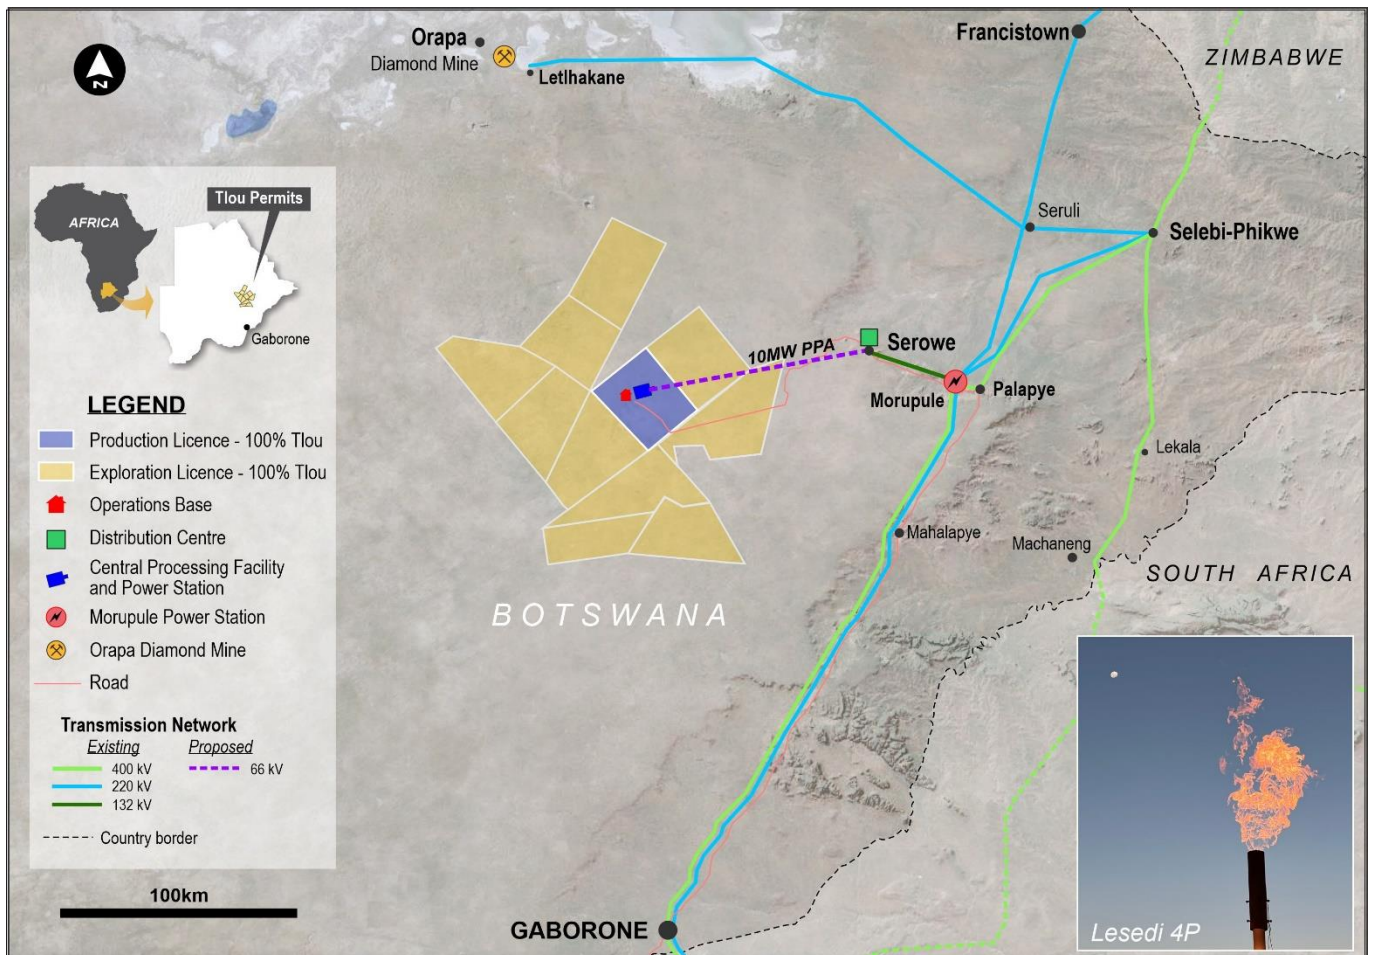 Orapa
Diamond Mine
Letlhakane
Francistown
ZIMBABWE
Tlou Permits
AFRICA
Gaborone
Seruli
Selebi-Phikwe
10MW PPA
Serowe
Morupule
Palapye
Lekala
Mahalapye
Machaneng
SOUTH AFRICA
BOTSWANA
GABORONE
N
LEGEND
Production Licence - 100% Tlou
Exploration Licence - 100% Tlou
Operations Base
Distribution Centre
Central Processing Facility
and Power Station
Morupule Power Station
Orapa Diamond Mine
Road
Transmission Network
Existing Proposed
400 kV 66 kV
220 kV
132 kV
Country border
100km
Lesedi 4P